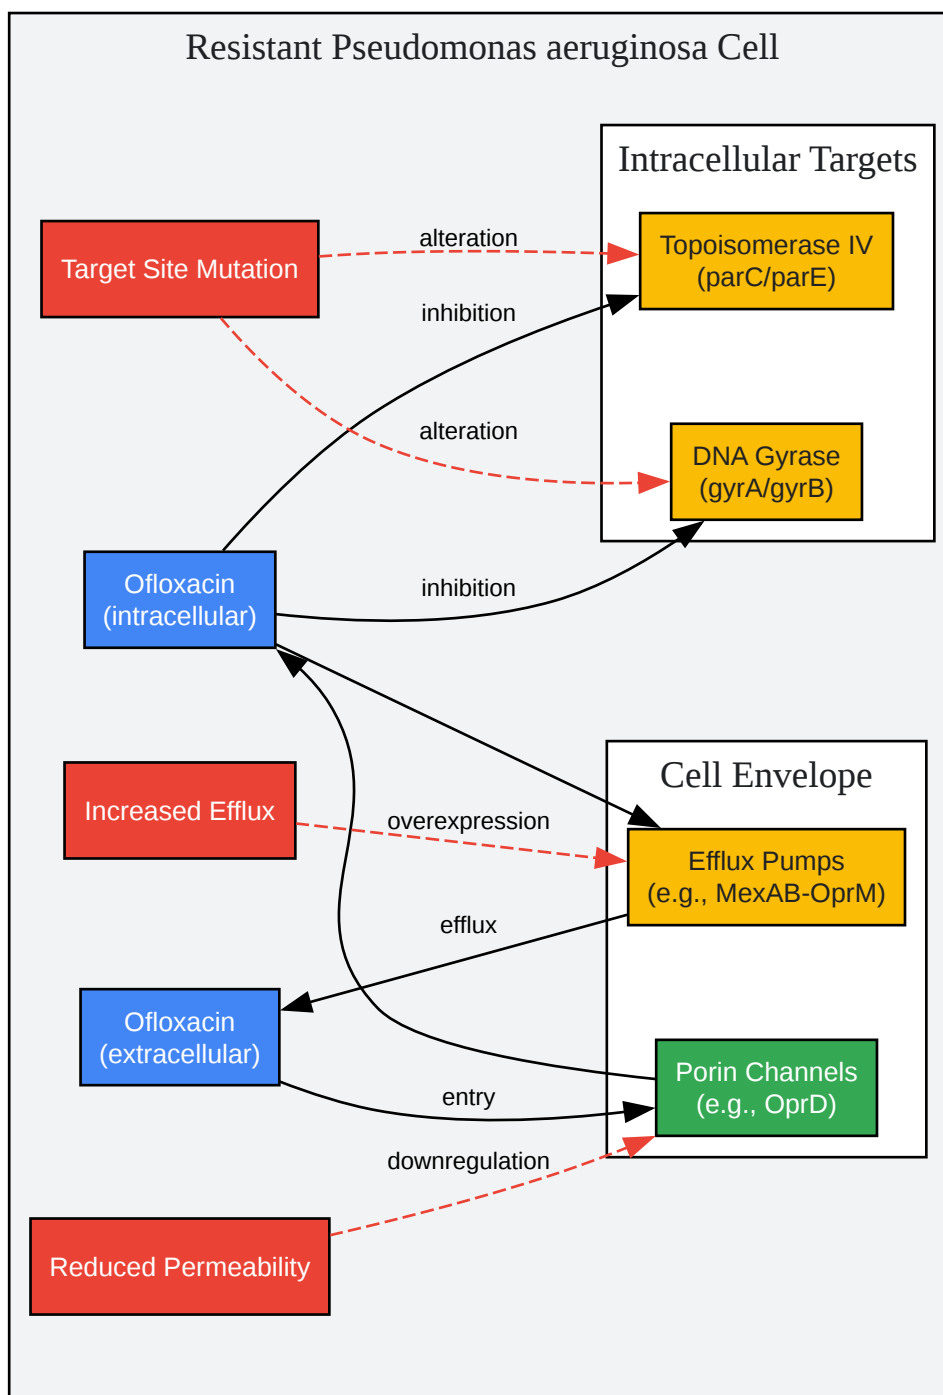 Resistant Pseudomonas aeruginosa Cell
Intracellular Targets
Target Site Mutation
alteration
Topoisomerase IV
(parC/parE)
inhibition
alteration
DNA Gyrase
(gyrA/gyrB)
Ofloxacin
(intracellular)
inhibition
Cell Envelope
Increased Efflux
overexpression
Efflux Pumps
(e.g., MexAB-OprM)
efflux
Ofloxacin
(extracellular)
entry
Porin Channels
(e.g., OprD)
downregulation
Reduced Permeability